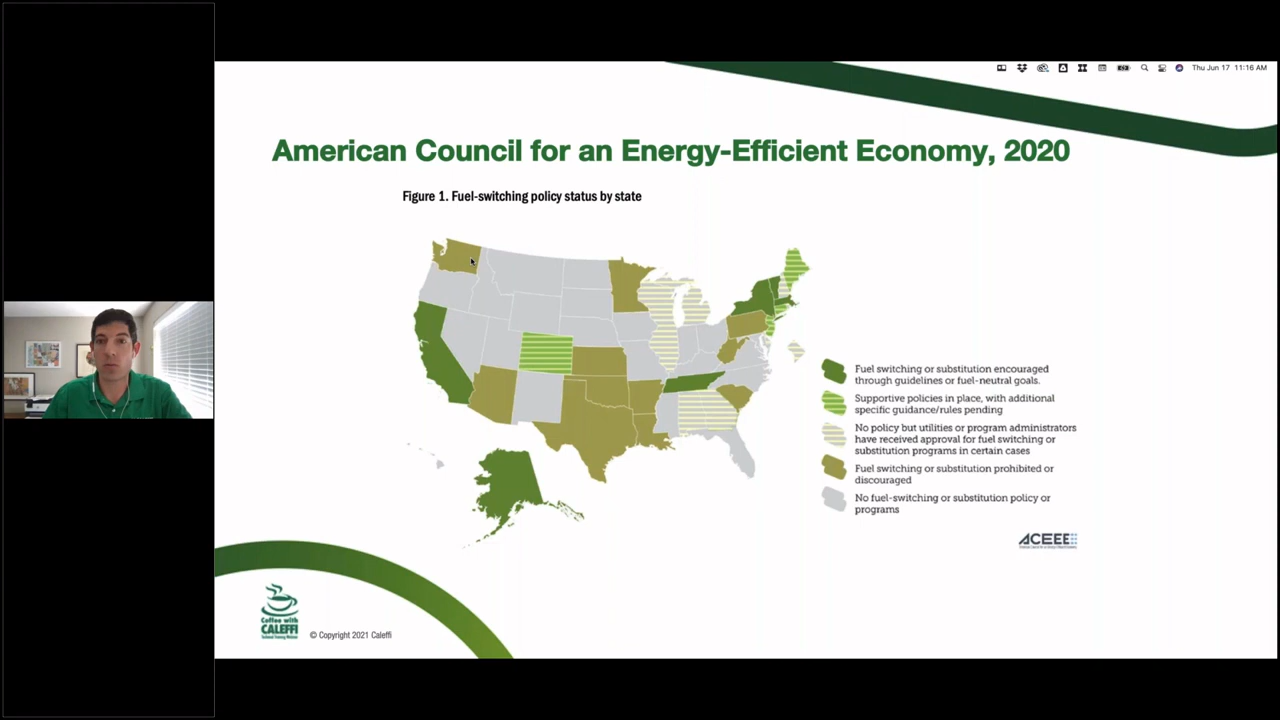 Thu Jun 17 11:16 AM
American Council for an Energy-Efficient Economy, 2020
Figure 1. Fuel-switching policy status by state
Fuel switching or substitution encouraged
through guidelines or fuel-neutral goals.
Supportive policies in place, with additional
specific guidance/rules pending
No policy but utilities or program administrators
have received approval for fuel switching or
substitution programs in certain cases
Fuel switching or substitution prohibited or
discouraged
No fuel-switching or substitution policy or
programs
ACEEE
Coffee with
CALEFFI
© Copyright 2021 Caleffi